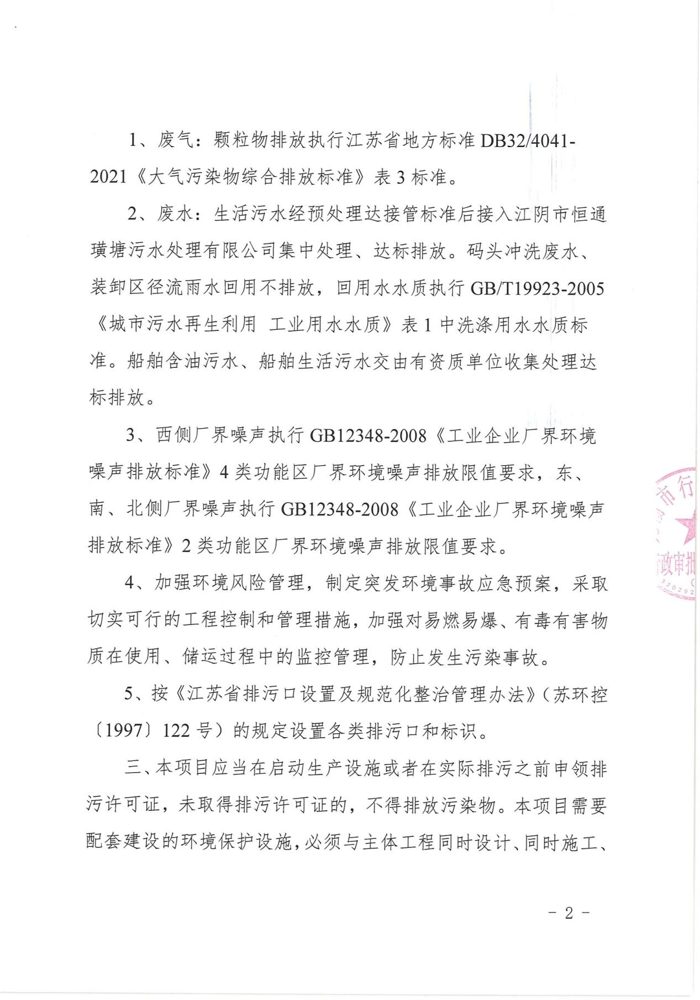 1、废气：颗粒物排放执行江苏省地方标准 DB32/4041-
2021《大气污染物综合排放标准》表 3 标准。
2、废水：生活污水经预处理达接管标准后接入江阴市恒通
璜塘污水处理有限公司集中处理、达标排放。码头冲洗废水、
装卸区径流雨水回用不排放，回用水水质执行 GB/T19923-2005
《城市污水再生利用 工业用水水质》表 1 中洗涤用水水质标
准。船舶含油污水、船舶生活污水交由有资质单位收集处理达
标排放。
3、西侧厂界噪声执行 GB12348-2008《工业企业厂界环境
噪声排放标准》4 类功能区厂界环境噪声排放限值要求，东、
南、北侧厂界噪声执行 GB12348-2008《工业企业厂界环境噪声
排放标准》2 类功能区厂界环境噪声排放限值要求。
4、加强环境风险管理，制定突发环境事故应急预案，采取
切实可行的工程控制和管理措施，加强对易燃易爆、有毒有害物
质在使用、储运过程中的监控管理，防止发生污染事故。
5、按《江苏省排污口设置及规范化整治管理办法》（苏环控
〔1997〕122 号）的规定设置各类排污口和标识。
三、本项目应当在启动生产设施或者在实际排污之前申领排
污许可证，未取得排污许可证的，不得排放污染物。本项目需要
配套建设的环境保护设施，必须与主体工程同时设计、同时施工、
市行
政审批
320292
- 2 -